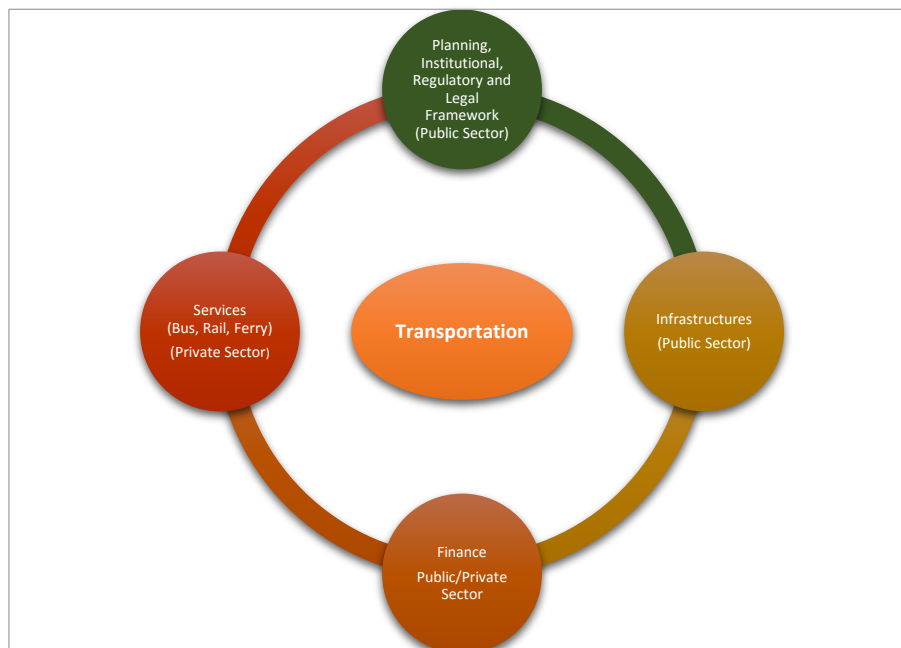 Planning,
Institutional,
Regulatory and
Legal
Framework
(Public Sector)
Services
(Bus, Rail, Ferry)
(Private Sector)
Transportation
Infrastructures
(Public Sector)
Finance
Public/Private
Sector